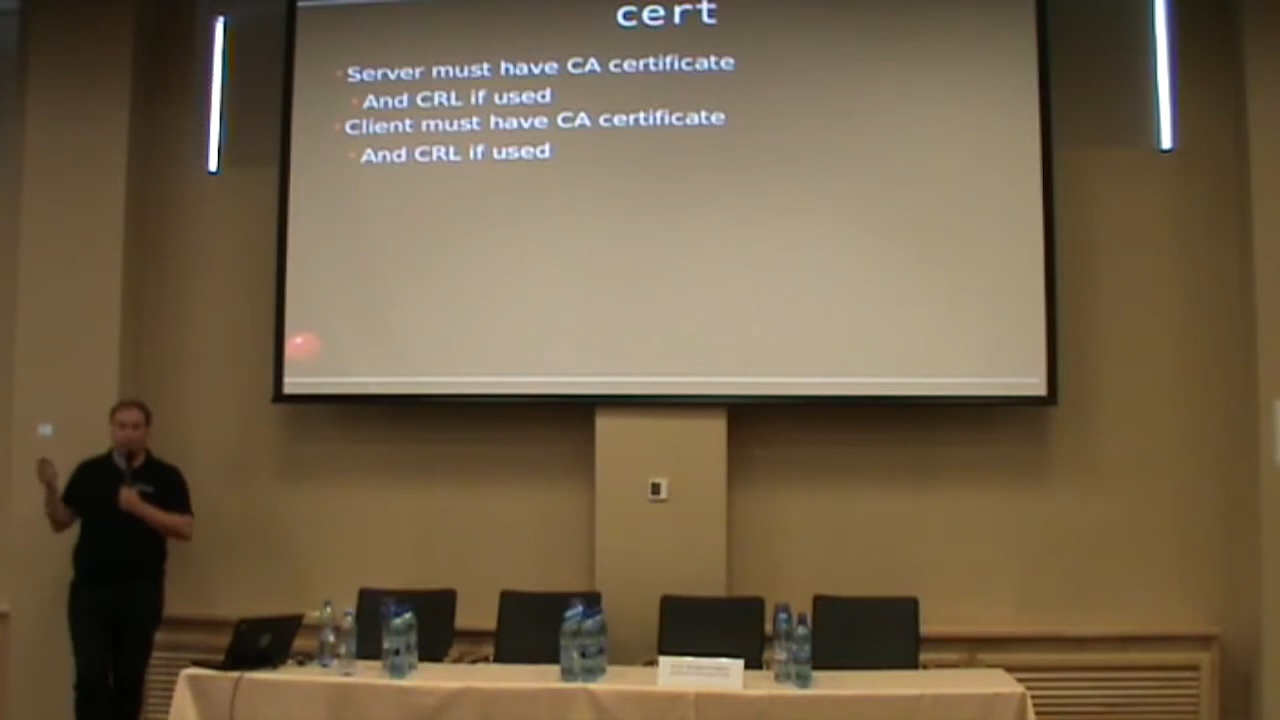 cert
Server must have CA certificate
And CRL if used
Client must have CA certificate
And CRL if used